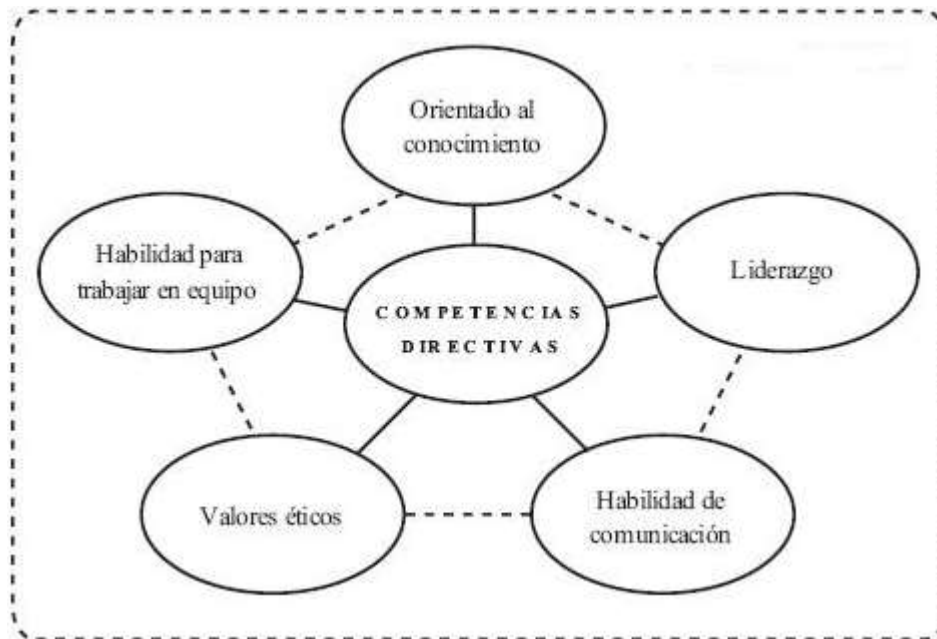 Orientado al
conocimiento
Habilidad para
trabajar en equipo
Liderazgo
COMPETENCIAS
DIRECTIVAS
Valores éticos
Habilidad de
comunicación